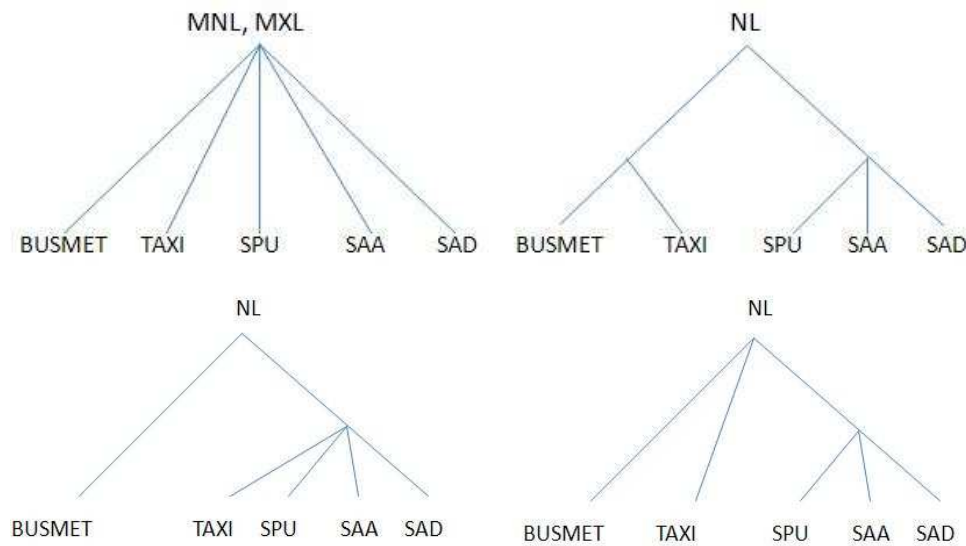 MNL, MXL
NL
BUSMET TAXI SPU SAA SAD
BUSMET TAXI SPU SAA SAD
NL
NL
BUSMET TAXI SPU SAA SAD
BUSMET TAXI SPU SAA SAD